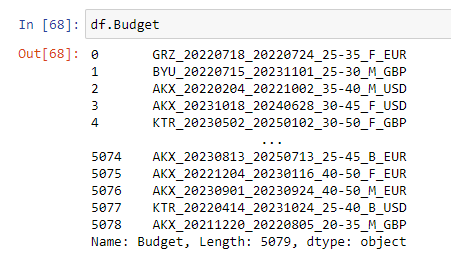 In [68]: df.Budget
Out[68]: 0 GRZ_20220718_20220724_25-35_F_EUR
1 BYU_20220715_20231101_25-30_M_GBP
2 AKX_20220204_20221002_35-40_M_USD
3 AKX_20231018_20240628_30-45_F_USD
4 KTR_20230502_20250102_30-50_F_GBP
...
5074 AKX_20230813_20250713_25-45_B_EUR
5075 AKX_20221204_20230116_40-50_F_EUR
5076 AKX_20230901_20230924_40-50_M_EUR
5077 KTR_20220414_20231024_25-40_B_USD
5078 AKX_20211220_20220805_20-35_M_GBP
Name: Budget, Length: 5079, dtype: object